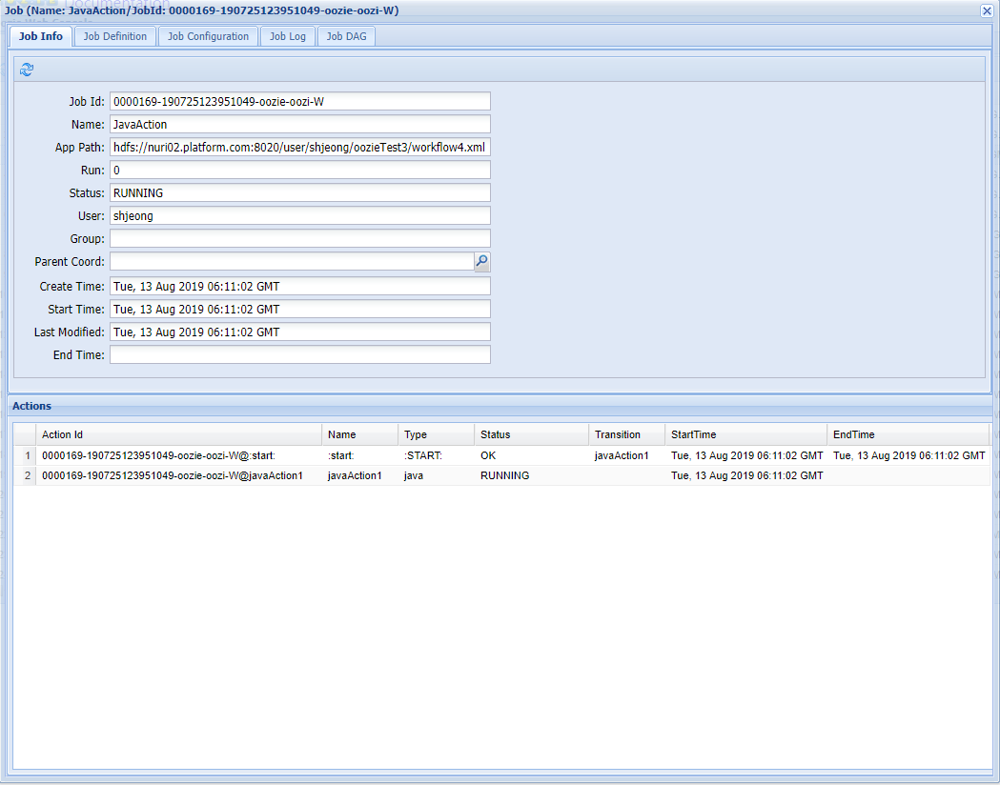 Documentation
Job (Name: JavaAction/JobId: 0000169-190725123951049-oozie-oozi-W)
Job Info Job Definition Job Configuration Job Log Job DAG
Job Id: 0000169-190725123951049-oozie-oozi-W
Name: JavaAction
App Path: hdfs://nuri02.platform.com:8020/user/shjeong/oozieTest3/workflow4.xml
Run: 0
Status: RUNNING
User: shjeong
Group:
Parent Coord:
Create Time: Tue, 13 Aug 2019 06:11:02 GMT
Start Time: Tue, 13 Aug 2019 06:11:02 GMT
Last Modified: Tue, 13 Aug 2019 06:11:02 GMT
End Time:
Actions
Action Id Name Type Status Transition StartTime EndTime
1 0000169-190725123951049-oozie-oozi-W@:start: :start: :START: OK javaAction1 Tue, 13 Aug 2019 06:11:02 GMT Tue, 13 Aug 2019 06:11:02 GMT
2 0000169-190725123951049-oozie-oozi-W@javaAction1 javaAction1 java RUNNING Tue, 13 Aug 2019 06:11:02 GMT